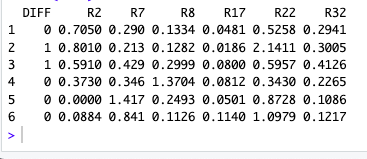 DIFF R2 R7 R8 R17 R22 R32
1 0 0.7050 0.290 0.1334 0.0481 0.5258 0.2941
2 1 0.8010 0.213 0.1282 0.0186 2.1411 0.3005
3 1 0.5910 0.429 0.2999 0.0800 0.5957 0.4126
4 0 0.3730 0.346 1.3704 0.0812 0.3430 0.2265
5 0 0.0000 1.417 0.2493 0.0501 0.8728 0.1086
6 0 0.0884 0.841 0.1126 0.1140 1.0979 0.1217
>